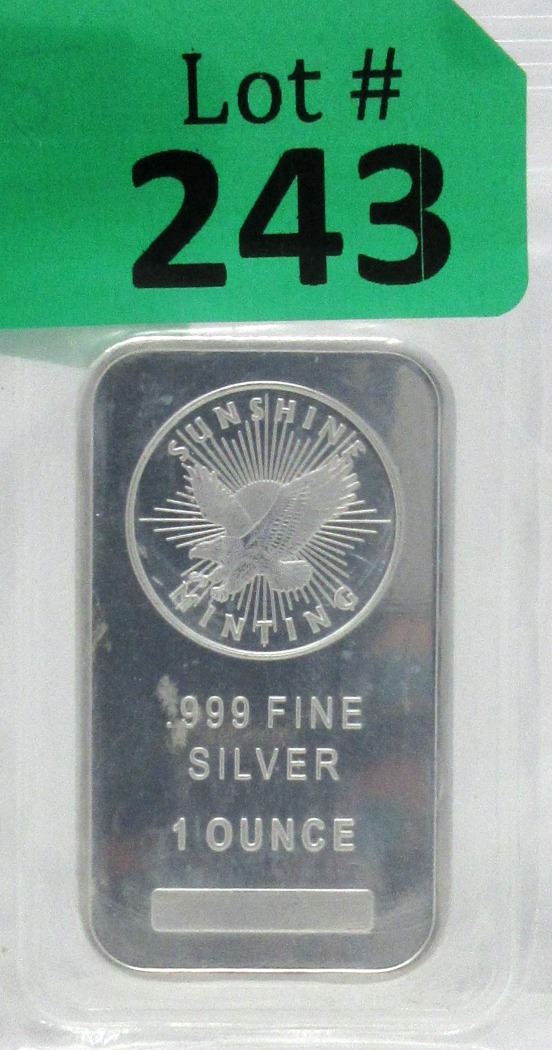 Lot #
243
SUNSHINE
MINTING
.999 FINE
SILVER
1 OUNCE